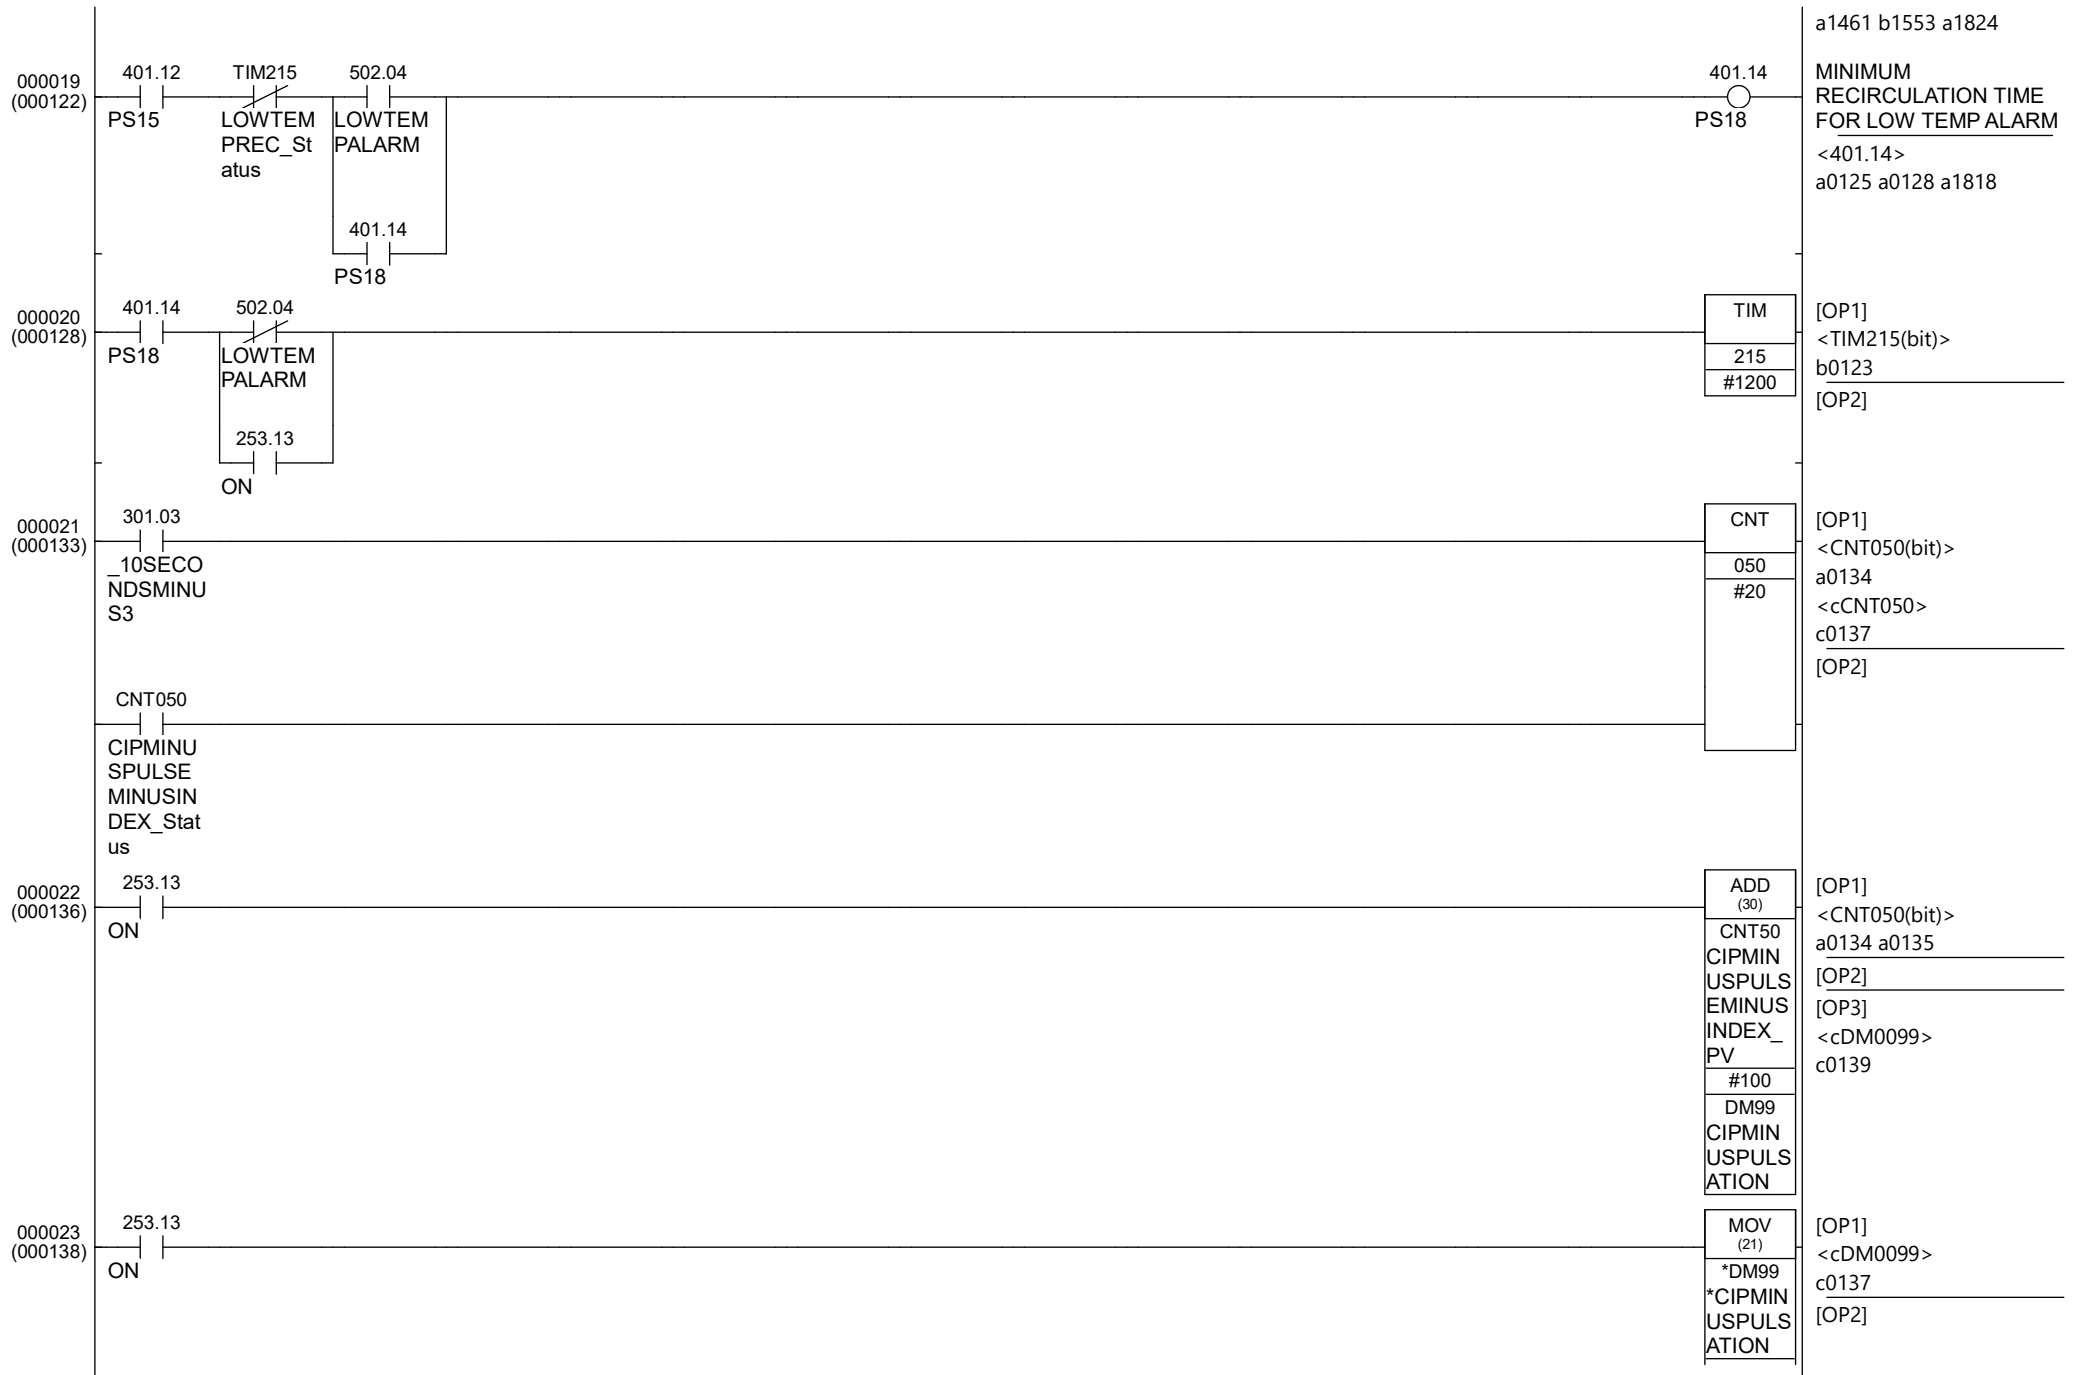 a1461 b1553 a1824
000019
(000122)
401.12
TIM215
502.04
401.14
PS15
LOWTEM
PREC_St
atus
LOWTEM
PALARM
PS18
MINIMUM
RECIRCULATION TIME
FOR LOW TEMP ALARM
<401.14>
a0125 a0128 a1818
401.14
PS18
000020
(000128)
401.14
502.04
PS18
LOWTEM
PALARM
TIM
215
#1200
[OP1]
<TIM215(bit)>
b0123
[OP2]
253.13
ON
000021
(000133)
301.03
_10SECO
NDSMINU
S3
CNT
050
#20
[OP1]
<CNT050(bit)>
a0134
<cCNT050>
c0137
[OP2]
CNT050
CIPMINU
SPULSE
MINUSIN
DEX_Stat
us
000022
(000136)
253.13
ON
ADD
(30)
CNT50
CIPMIN
USPULS
EMINUS
INDEX_
PV
#100
DM99
CIPMIN
USPULS
ATION
[OP1]
<CNT050(bit)>
a0134 a0135
[OP2]
[OP3]
<cDM0099>
c0139
000023
(000138)
253.13
ON
MOV
(21)
*DM99
*CIPMIN
USPULS
ATION
[OP1]
<cDM0099>
c0137
[OP2]